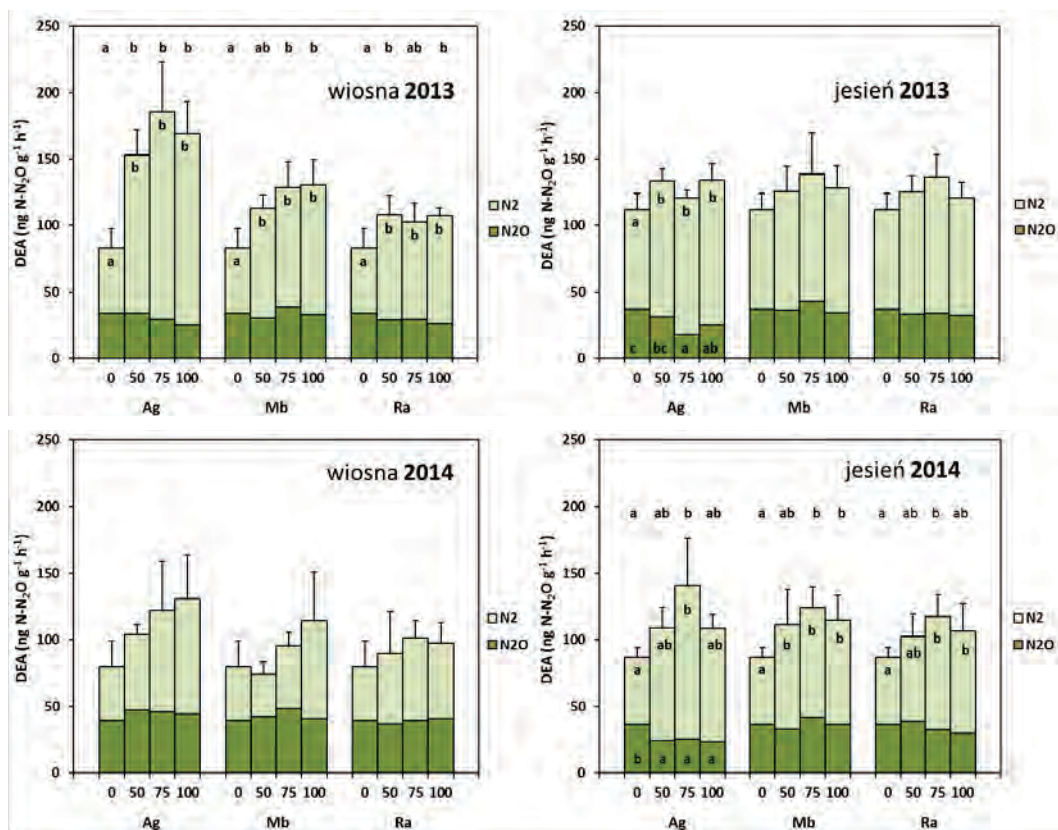 250
a b b b a ab b b a b ab b
wiosna 2013
200
150
100
50
0
DEA (ng N-N₂O g⁻¹ h⁻¹)
b
b
b
a
a
b
b
b
a
b
b
b
N2
N2O
0 50 75 100 0 50 75 100 0 50 75 100
Ag Mb Ra
250
jesień 2013
200
150
100
50
0
DEA (ng N-N₂O g⁻¹ h⁻¹)
a
b
b
b
c bc a ab
N2
N2O
0 50 75 100 0 50 75 100 0 50 75 100
Ag Mb Ra
250
wiosna 2014
200
150
100
50
0
DEA (ng N-N₂O g⁻¹ h⁻¹)
N2
N2O
0 50 75 100 0 50 75 100 0 50 75 100
Ag Mb Ra
250
jesień 2014
200
a ab b ab a ab b b a ab b ab
150
100
50
0
DEA (ng N-N₂O g⁻¹ h⁻¹)
a
ab
b
ab
a
b
b
b
a
ab
b
b
b a a a
N2
N2O
0 50 75 100 0 50 75 100 0 50 75 100
Ag Mb Ra